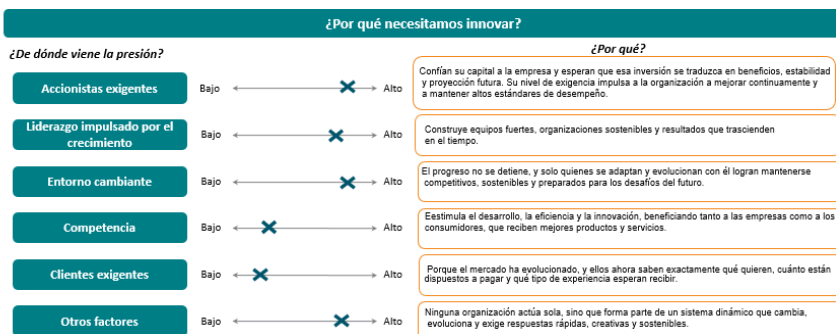 ¿Por qué necesitamos innovar?
¿De dónde viene la presión?
¿Por qué?
Accionistas exigentes
Bajo
Alto
Confían su capital a la empresa y esperan que esa inversión se traduzca en beneficios, estabilidad
y proyección futura. Su nivel de exigencia impulsa a la organización a mejorar continuamente y
a mantener altos estándares de desempeño.
Liderazgo impulsado por el
crecimiento
Bajo
Alto
Construye equipos fuertes, organizaciones sostenibles y resultados que trascienden
en el tiempo.
Entorno cambiante
Bajo
Alto
El progreso no se detiene, y solo quienes se adaptan y evolucionan con él logran mantenerse
competitivos, sostenibles y preparados para los desafíos del futuro.
Competencia
Bajo
Alto
Eestimula el desarrollo, la eficiencia y la innovación, beneficiando tanto a las empresas como a los
consumidores, que reciben mejores productos y servicios.
Clientes exigentes
Bajo
Alto
Porque el mercado ha evolucionado, y ellos ahora saben exactamente qué quieren, cuánto están
dispuestos a pagar y qué tipo de experiencia esperan recibir.
Otros factores
Bajo
Alto
Ninguna organización actúa sola, sino que forma parte de un sistema dinámico que cambia,
evoluciona y exige respuestas rápidas, creativas y sostenibles.